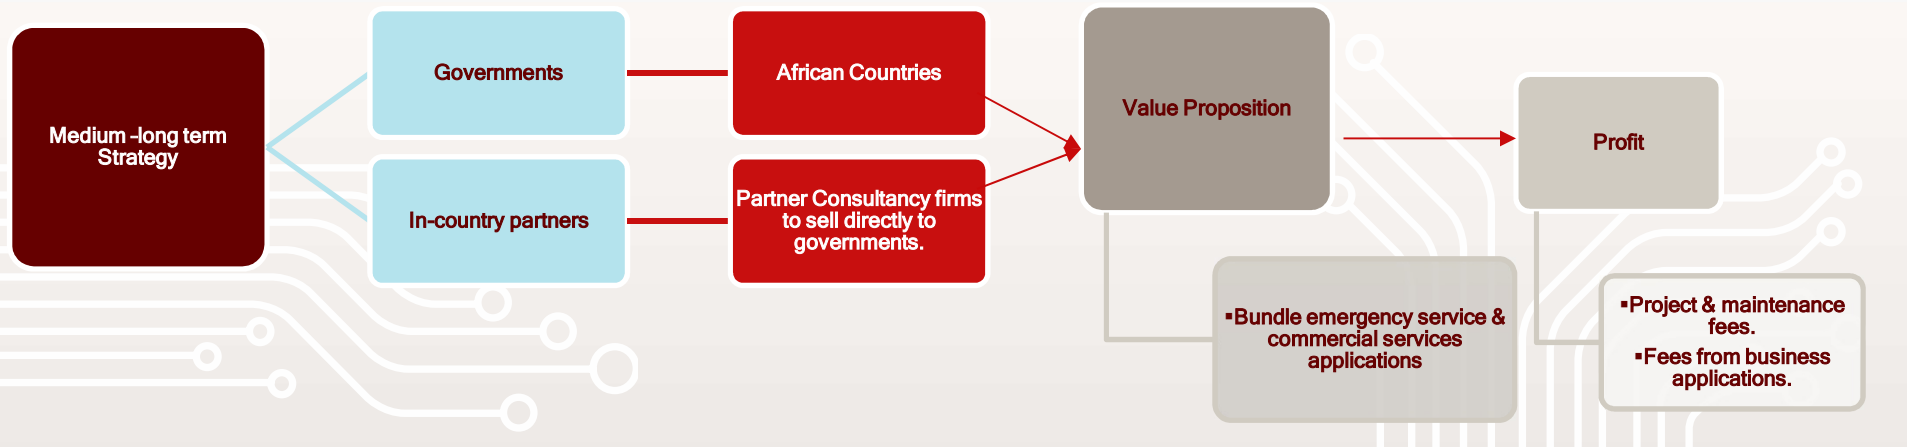 Medium –long term
Strategy
Governments
In-country partners
African Countries
Partner Consultancy firms
to sell directly to
governments.
Value Proposition
▪Bundle emergency service &
commercial services
applications
Profit
▪Project & maintenance
fees.
▪Fees from business
applications.